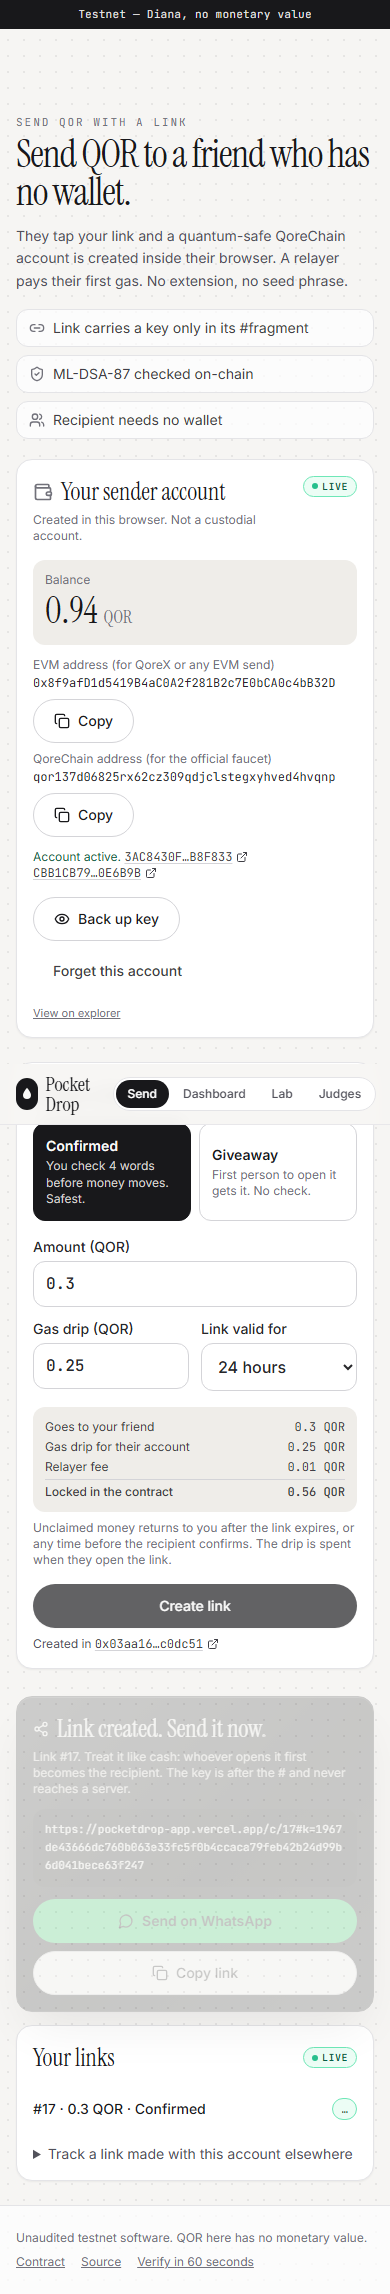 Testnet — Diana, no monetary value
SEND QOR WITH A LINK
Send QOR to a friend who has
no wallet.
They tap your link and a quantum-safe QoreChain
account is created inside their browser. A relayer
pays their first gas. No extension, no seed phrase.
Link carries a key only in its #fragment
ML-DSA-87 checked on-chain
Recipient needs no wallet
Your sender account
LIVE
Created in this browser. Not a custodial
account.
Balance
0.94 QOR
EVM address (for QoreX or any EVM send)
0x8f9afD1d5419B4aC0A2f281B2c7E0bCA0c4bB32D
Copy
QoreChain address (for the official faucet)
qor137d06825rx62cz309qdjclstegxyhved4hvqnp
Copy
Account active. 3AC8430F…B8F833
CBB1CB79…0E6B9B
Back up key
Forget this account
View on explorer
Pocket
Drop
Send Dashboard Lab Judges
Confirmed
You check 4 words
before money moves.
Safest.
Giveaway
First person to open it
gets it. No check.
Amount (QOR)
0.3
Gas drip (QOR) Link valid for
0.25 24 hours
Goes to your friend 0.3 QOR
Gas drip for their account 0.25 QOR
Relayer fee 0.01 QOR
Locked in the contract 0.56 QOR
Unclaimed money returns to you after the link expires, or
any time before the recipient confirms. The drip is spent
when they open the link.
Create link
Created in 0x03aa16…c0dc51
Link created. Send it now.
Link #17. Treat it like cash: whoever opens it first
becomes the recipient. The key is after the # and never
reaches a server.
https://pocketdrop-app.vercel.app/c/17#k=1967
de43666dc760b063e33fc5f0b4ccaca79feb42b24d99b
6d041bece63f247
Send on WhatsApp
Copy link
Your links
LIVE
#17 · 0.3 QOR · Confirmed
…
Track a link made with this account elsewhere
Unaudited testnet software. QOR here has no monetary value.
Contract Source Verify in 60 seconds